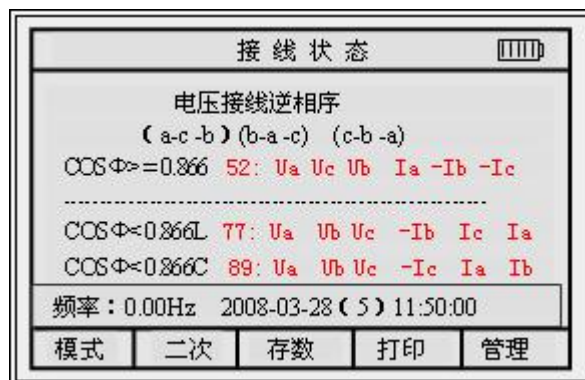 接线状态
电压接线逆相序
(a-c-b) (b-a-c) (c-b-a)
COSΦ>=0.866 52: Ua Uc Ub Ia -Ib -Ic
COSΦ<0.866L 77: Ua Ub Uc -Ib Ic Ia
COSΦ<0.866C 89: Ua Ub Uc -Ic Ia Ib
频率：0.00Hz 2008-03-28(5)11:50:00
模式 二次 存数 打印 管理